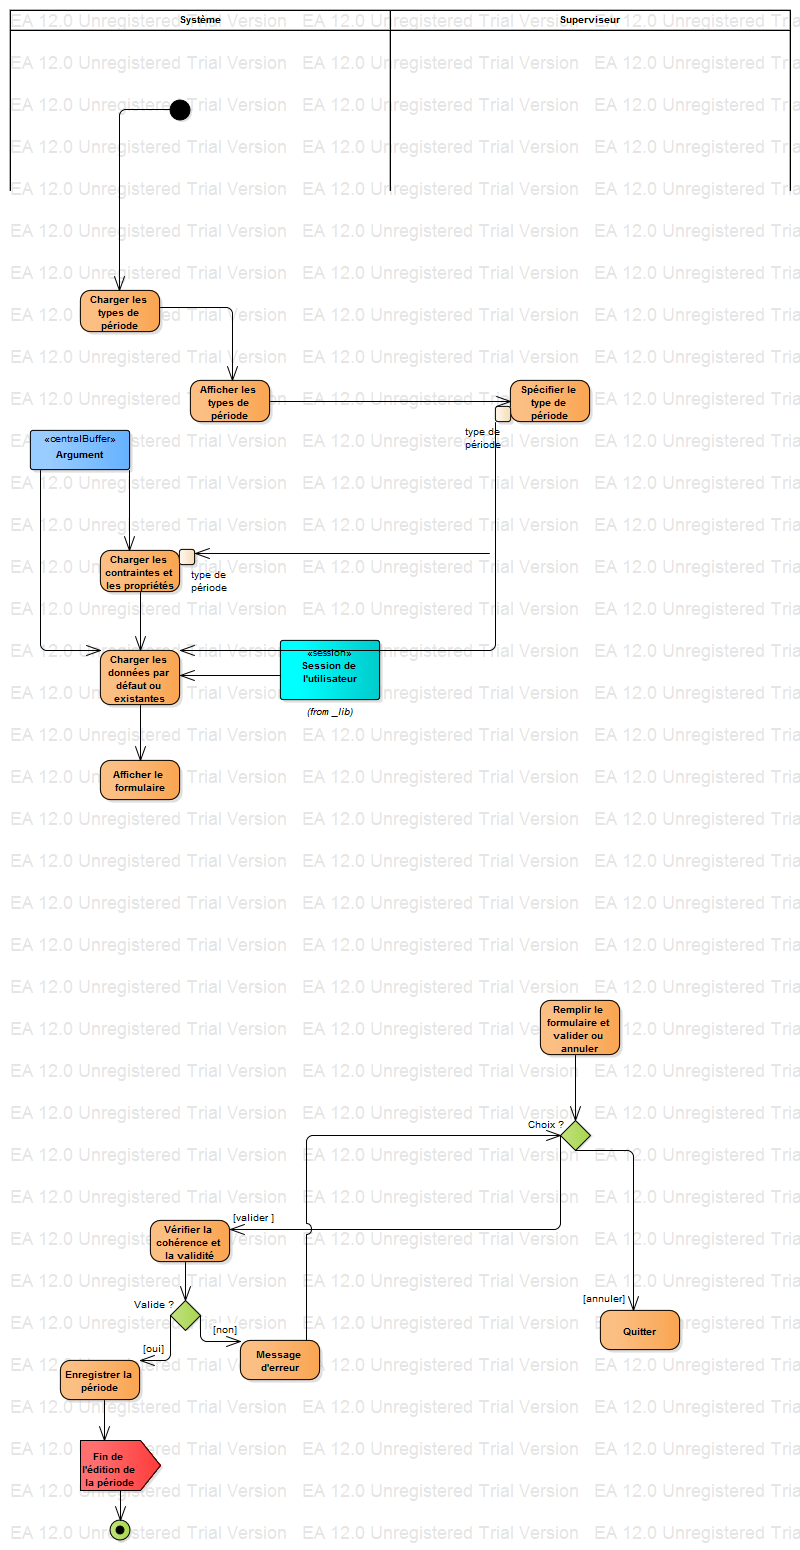 Système
Superviseur
EA 12.0 Unregistered Trial Version
Charger les
types de
période
Afficher les
types de
période
Spécifier le
type de
période
type de
période
«centralBuffer»
Argument
Charger les
contraintes et
les propriétés
type de
période
Charger les
données par
défaut ou
existantes
«session»
Session de
l'utilisateur
(from _lib)
Afficher le
formulaire
Remplir le
formulaire et
valider ou
annuler
Choix ?
[valider ]
Vérifier la
cohérence et
la validité
Valide ?
[non]
[annuler]
Quitter
[oui]
Message
d'erreur
Enregistrer la
période
Fin de
l'édition de
la période